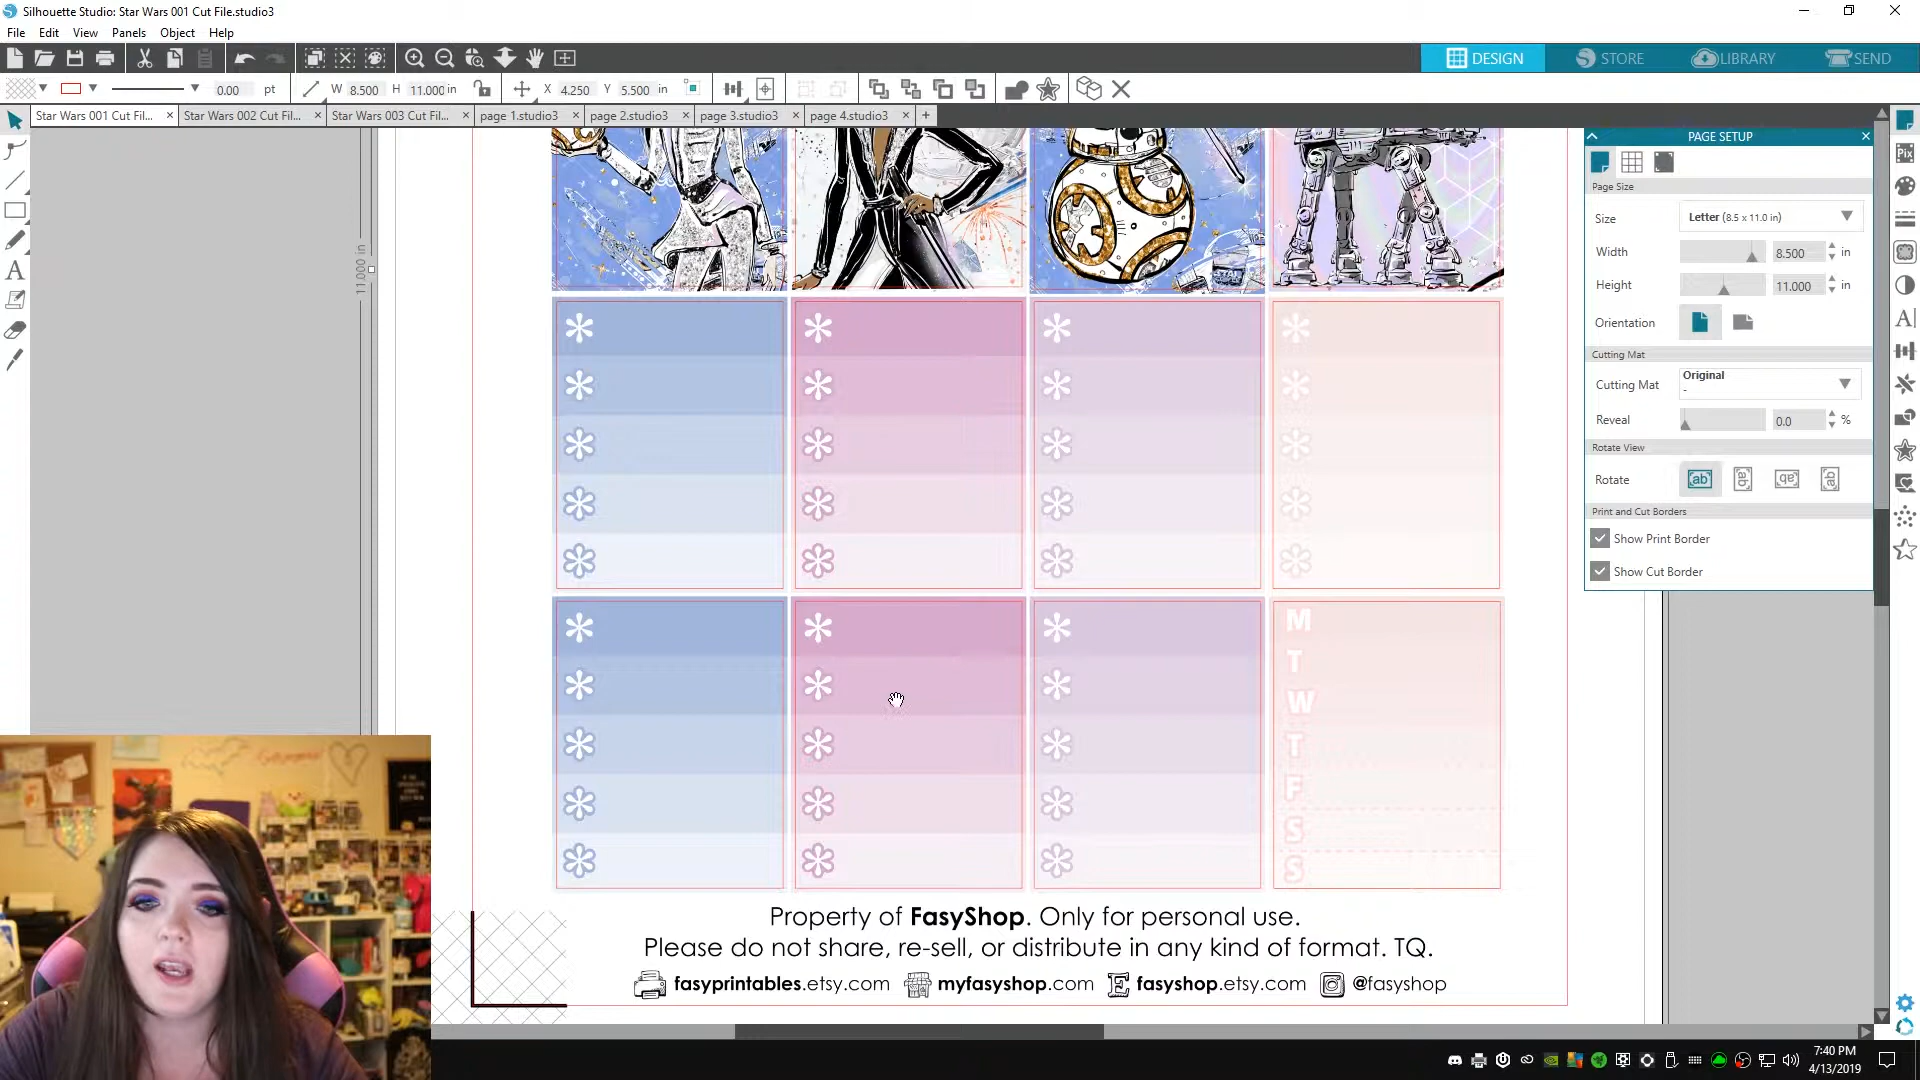 Silhouette Studio: Star Wars 001 Cut File.studio3
File Edit View Panels Object Help
DESIGN STORE LIBRARY SEND
0.00 pt W 8.500 H 11.000 in X 4.250 Y 5.500 in
Star Wars 001 Cut Fil... Star Wars 002 Cut Fil... Star Wars 003 Cut Fil... page 1.studio3 page 2.studio3 page 3.studio3 page 4.studio3
PAGE SETUP
Pix
Page Size
Size Letter (8.5 x 11.0 in)
Width 8.500 in
Height 11.000 in
Orientation
Cutting Mat
Cutting Mat Original
-
Reveal 0.0 %
Rotate View
Rotate ab ab ab ab
Print and Cut Borders
Show Print Border
Show Cut Border
11.000 in
M
T
W
T
F
S
S
Property of FasyShop. Only for personal use.
Please do not share, re-sell, or distribute in any kind of format. TQ.
fasyprintables.etsy.com myfasyshop.com fasyshop.etsy.com @fasyshop
7:40 PM
4/13/2019